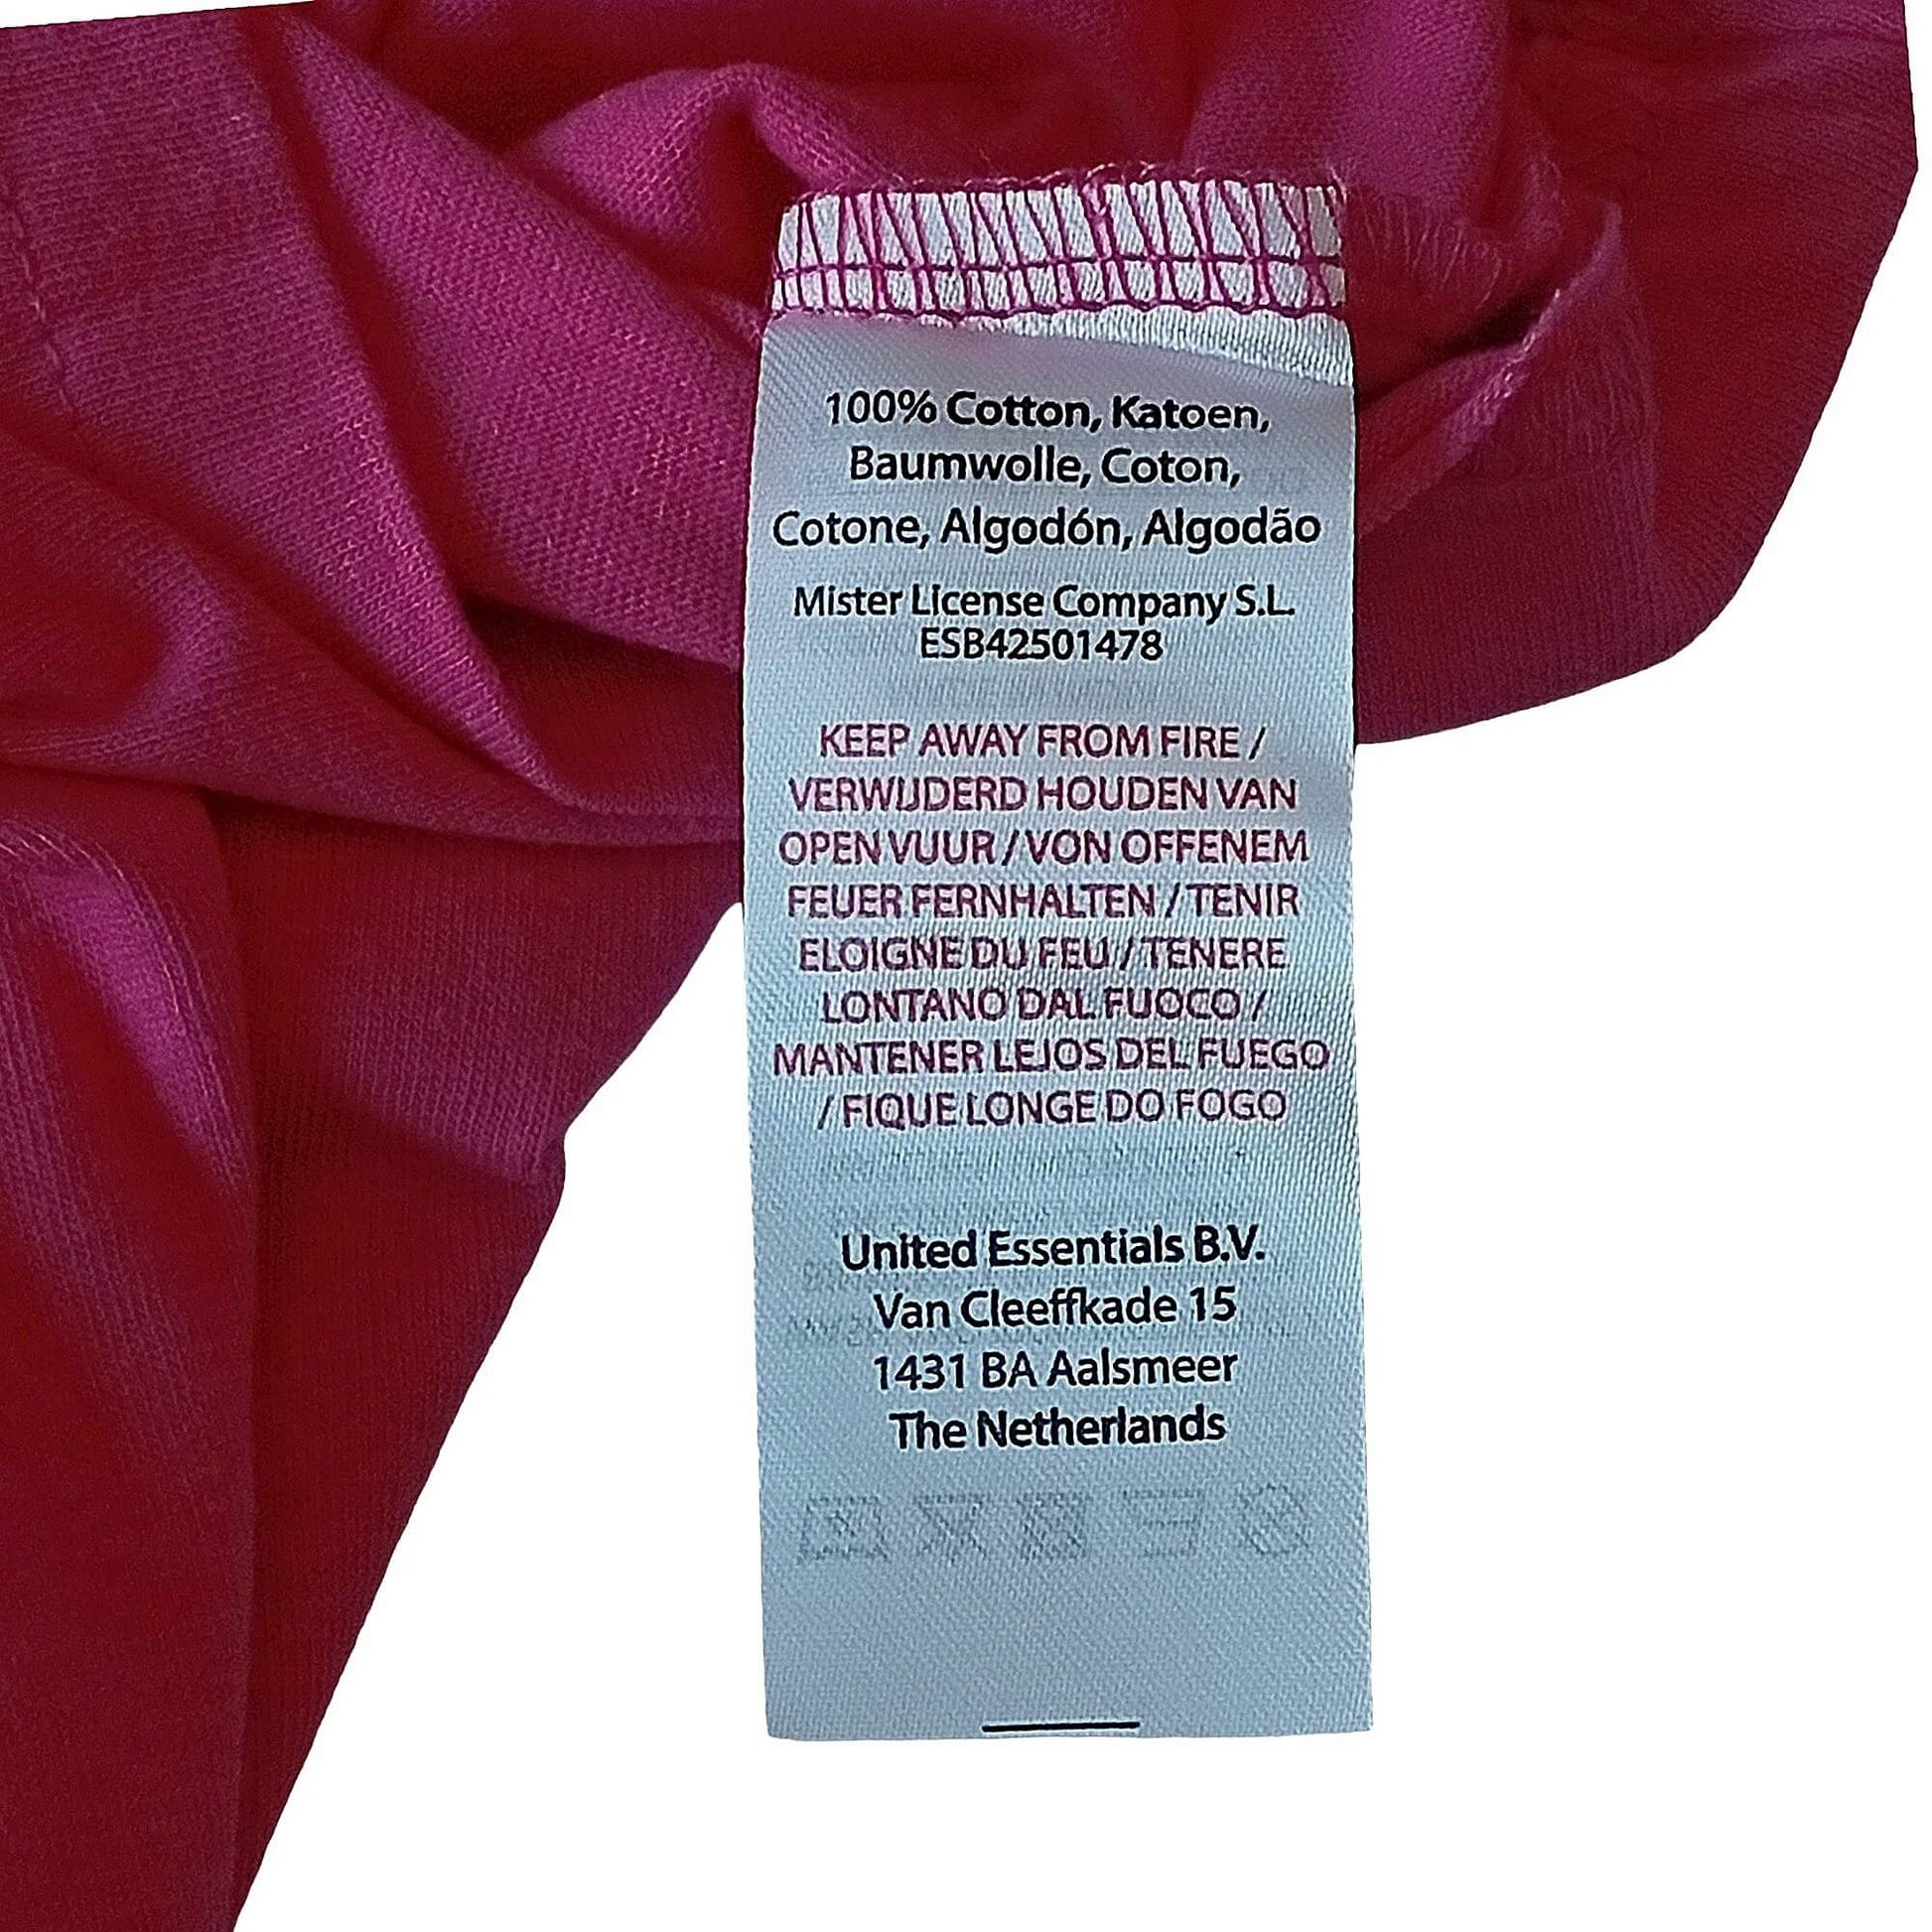 100% Cotton, Katoen,
Baumwolle, Coton,
Cotone, Algodón, Algodão
Mister License Company S.L.
ESB42501478
KEEP AWAY FROM FIRE /
VERWIJDERD HOUDEN VAN
OPEN VUUR / VON OFFENEM
FEUER FERNHALTEN / TENIR
ELOIGNE DU FEU / TENERE
LONTANO DAL FUOCO /
MANTENER LEJOS DEL FUEGO
/ FIQUE LONGE DO FOGO
United Essentials B.V.
Van Cleeffkade 15
1431 BA Aalsmeer
The Netherlands